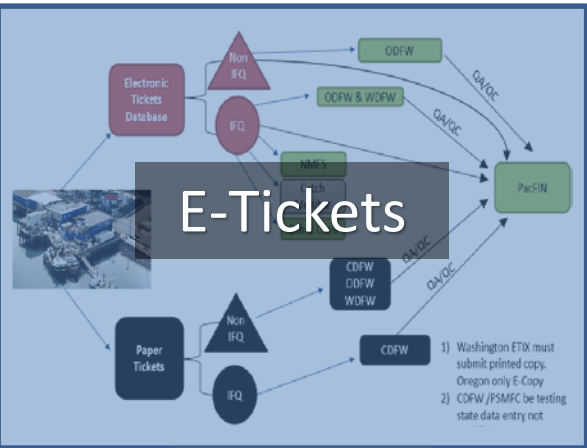 Non
IFQ
ODFW
Electronic
Tickets
Database
ODFW & WDFW
IFQ
QA/QC
QA/QC
NMFS
PacFIN
E-Tickets
CDFW
ODFW
WDFW
QA/QC
QA/QC
Non
IFQ
Paper
Tickets
CDFW
IFQ
1) Washington ETIX must
submit printed copy.
Oregon only E-Copy
2) CDFW /PSMFC be testing
state data entry not